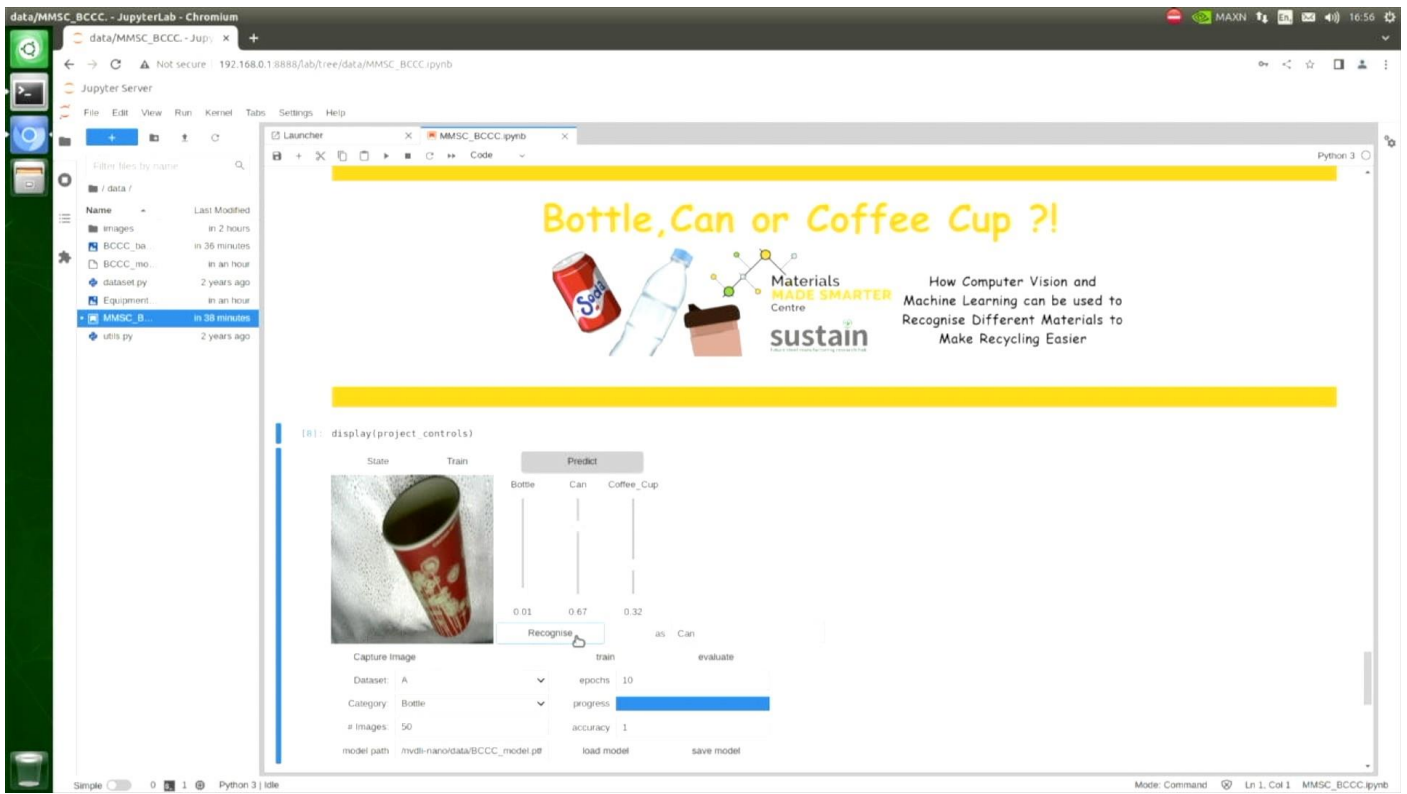 data/MMSC_BCCC. - JupyterLab - Chromium
MAXN
En
16:56
data/MMSC_BCCC. - Jup
Not secure
192.168.0.1:8888/lab/tree/data/MMSC_BCCC.ipynb
Jupyter Server
File Edit View Run Kernel Tabs Settings Help
Launcher
MMSC_BCCC.ipynb
Code
Python 3
Filter files by name
/ data /
Name Last Modified
images in 2 hours
BCCC_ba... in 36 minutes
BCCC_mo... in an hour
dataset.py 2 years ago
Equipment... in an hour
MMSC_B... in 38 minutes
utils.py 2 years ago
Bottle,Can or Coffee Cup ?!
Soda
Materials
MADE SMARTER
Centre
sustain
How Computer Vision and
Machine Learning can be used to
Recognise Different Materials to
Make Recycling Easier
[8]: display(project_controls)
State Train Predict
Bottle Can Coffee_Cup
0.01 0.67 0.32
Recognise as Can
Capture Image train evaluate
Dataset: A epochs 10
Category: Bottle progress
# Images: 50 accuracy 1
model path /nvdli-nano/data/BCCC_model.pt load model save model
Simple 0 1 Python 3 | Idle
Mode: Command Ln 1, Col 1 MMSC_BCCC.ipynb